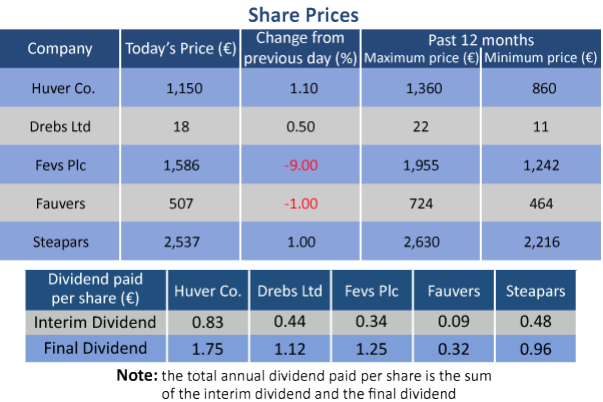 Share Prices
Company Today's Price (€) Change from previous day (%) Past 12 months Maximum price (€) Minimum price (€)
Huver Co. 1,150 1.10 1,360 860
Drebs Ltd 18 0.50 22 11
Fevs Plc 1,586 -9.00 1,955 1,242
Fauvers 507 -1.00 724 464
Steapars 2,537 1.00 2,630 2,216
Dividend paid per share (€) Huver Co. Drebs Ltd Fevs Plc Fauvers Steapars
Interim Dividend 0.83 0.44 0.34 0.09 0.48
Final Dividend 1.75 1.12 1.25 0.32 0.96
Note: the total annual dividend paid per share is the sum
of the interim dividend and the final dividend